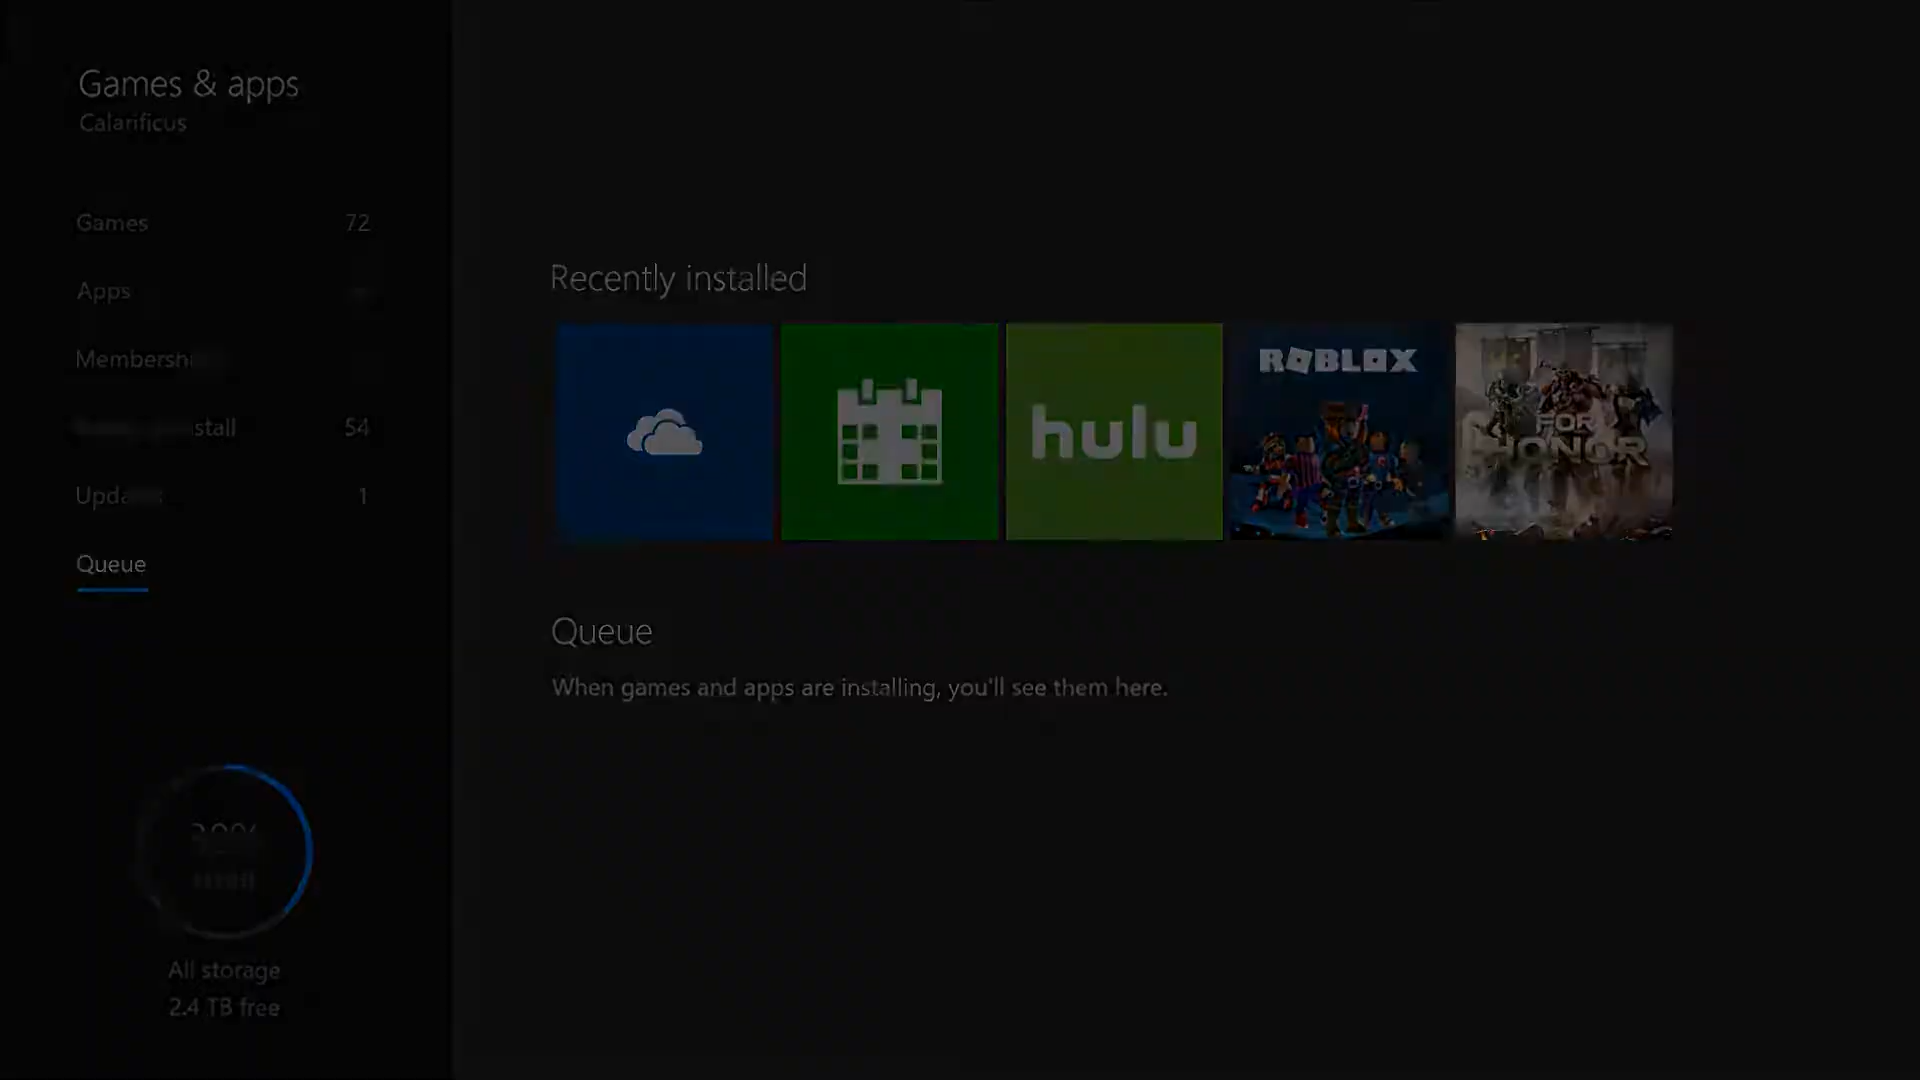 Games & apps
Calarificus
Games 72
Apps
stall 54
1
Queue
All storage
2.4 TB free
Recently installed
hulu
ROBLOX
FOR
HONOR
Queue
When games and apps are installing, you'll see them here.